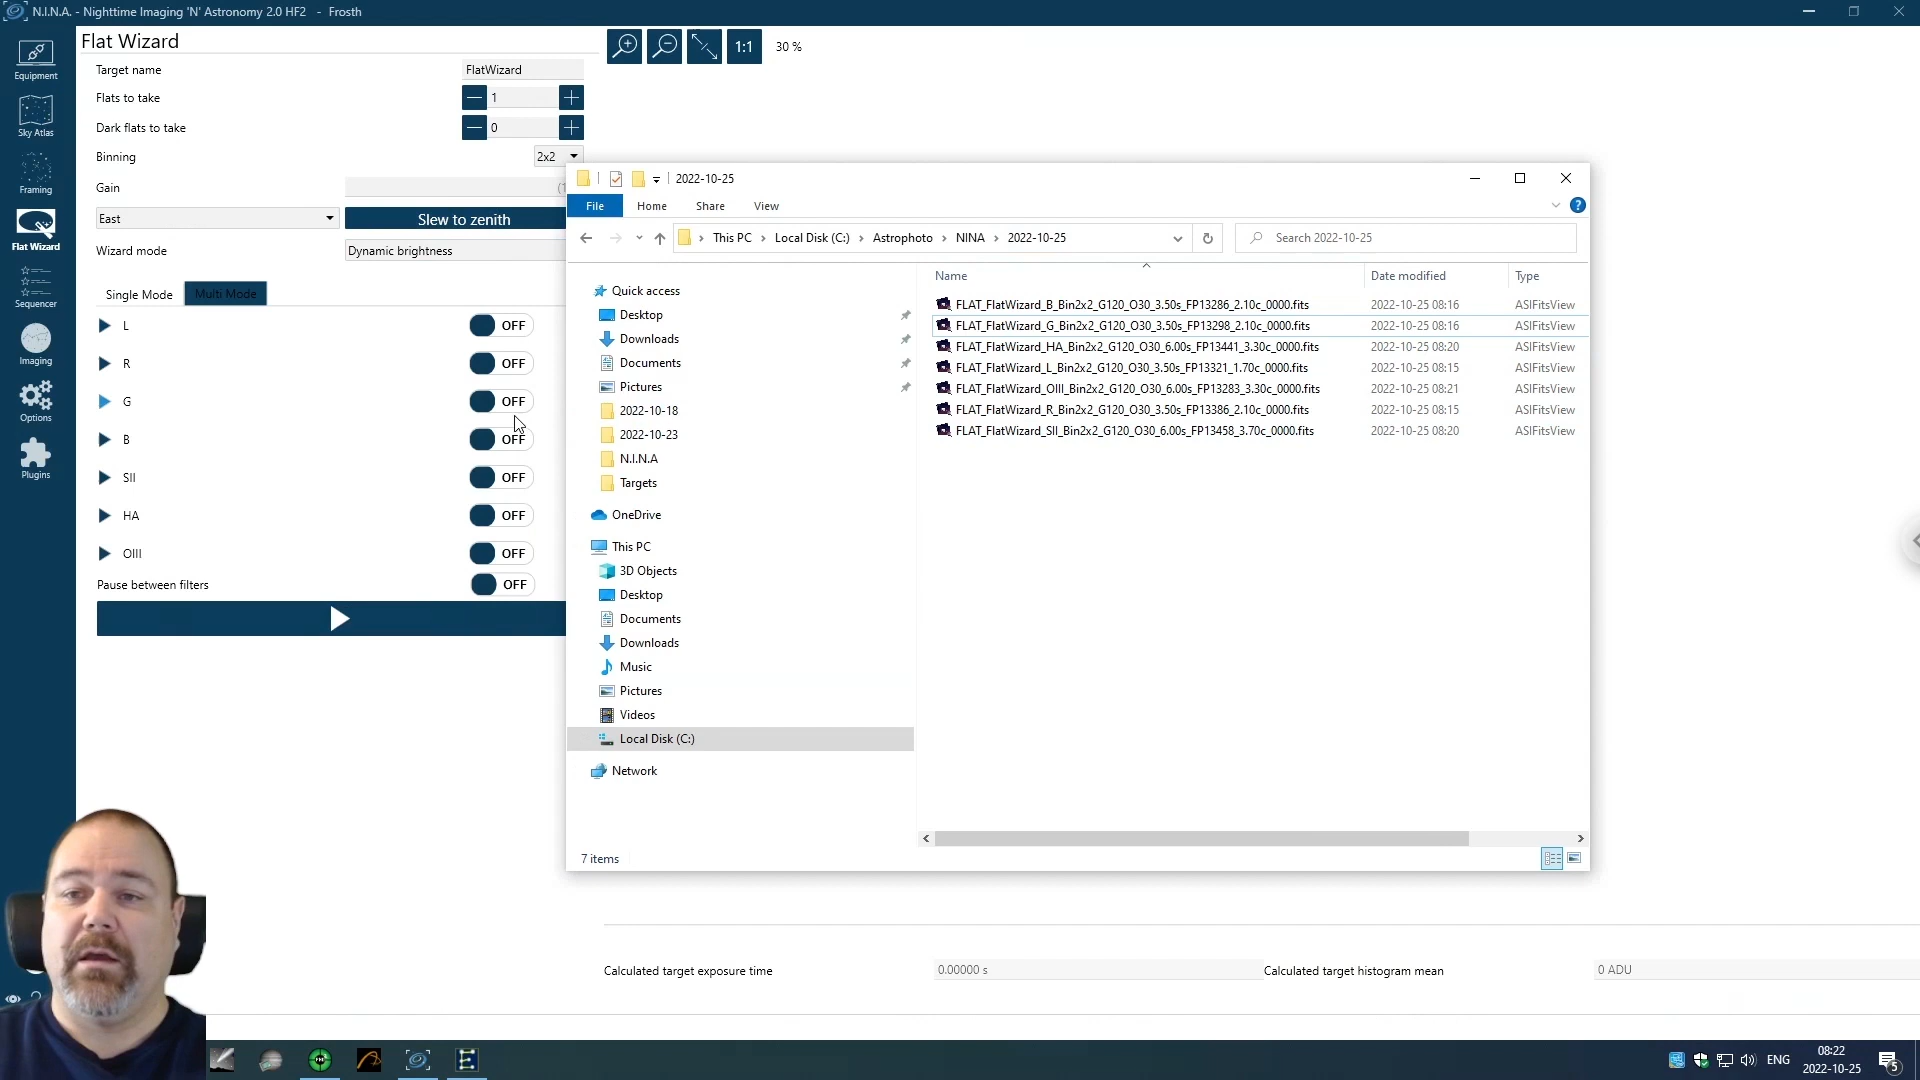 N.I.N.A. - Nighttime Imaging 'N' Astronomy 2.0 HF2 - Frosth
Equipment
Sky Atlas
Framing
Flat Wizard
Sequencer
Imaging
Options
Plugins
Flat Wizard
Target name FlatWizard
Flats to take 1
Dark flats to take 0
Binning 2x2
Gain
East Slew to zenith
Wizard mode Dynamic brightness
Single Mode Multi Mode
L OFF
R OFF
G OFF
B OFF
SII OFF
HA OFF
OIII OFF
Pause between filters OFF
1:1 30 %
2022-10-25
File Home Share View
This PC Local Disk (C:) Astrophoto NINA 2022-10-25 Search 2022-10-25
Quick access
Desktop
Downloads
Documents
Pictures
2022-10-18
2022-10-23
N.I.N.A
Targets
OneDrive
This PC
3D Objects
Desktop
Documents
Downloads
Music
Pictures
Videos
Local Disk (C:)
Network
Name Date modified Type
FLAT_FlatWizard_B_Bin2x2_G120_O30_3.50s_FP13286_2.10c_0000.fits 2022-10-25 08:16 ASIFitsView
FLAT_FlatWizard_G_Bin2x2_G120_O30_3.50s_FP13298_2.10c_0000.fits 2022-10-25 08:16 ASIFitsView
FLAT_FlatWizard_HA_Bin2x2_G120_O30_6.00s_FP13441_3.30c_0000.fits 2022-10-25 08:20 ASIFitsView
FLAT_FlatWizard_L_Bin2x2_G120_O30_3.50s_FP13321_1.70c_0000.fits 2022-10-25 08:15 ASIFitsView
FLAT_FlatWizard_OIII_Bin2x2_G120_O30_6.00s_FP13283_3.30c_0000.fits 2022-10-25 08:21 ASIFitsView
FLAT_FlatWizard_R_Bin2x2_G120_O30_3.50s_FP13386_2.10c_0000.fits 2022-10-25 08:15 ASIFitsView
FLAT_FlatWizard_SII_Bin2x2_G120_O30_6.00s_FP13458_3.70c_0000.fits 2022-10-25 08:20 ASIFitsView
7 items
Calculated target exposure time 0.00000 s Calculated target histogram mean 0 ADU
ENG
08:22
2022-10-25
5